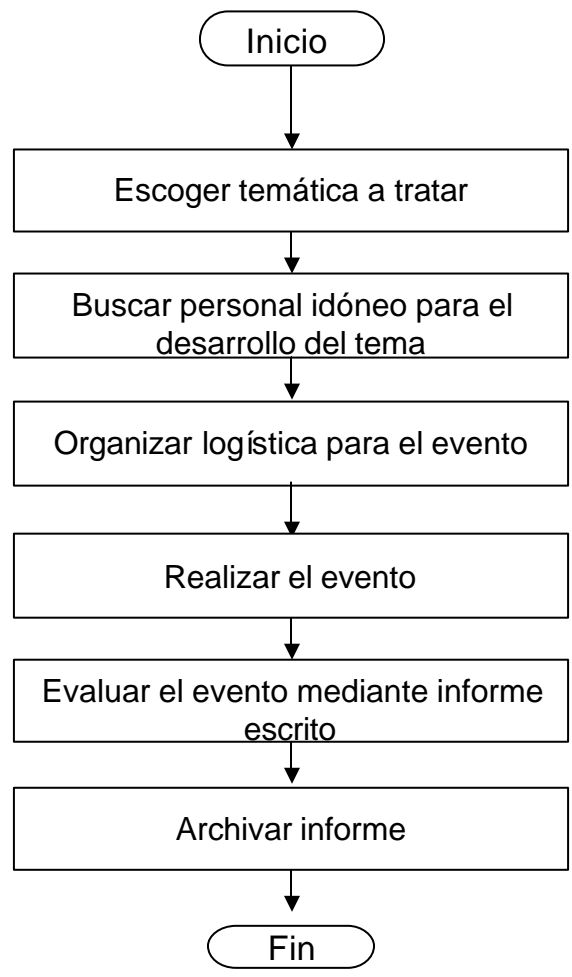 Inicio
Escoger temática a tratar
Buscar personal idóneo para el
desarrollo del tema
Organizar logística para el evento
Realizar el evento
Evaluar el evento mediante informe
escrito
Archivar informe
Fin